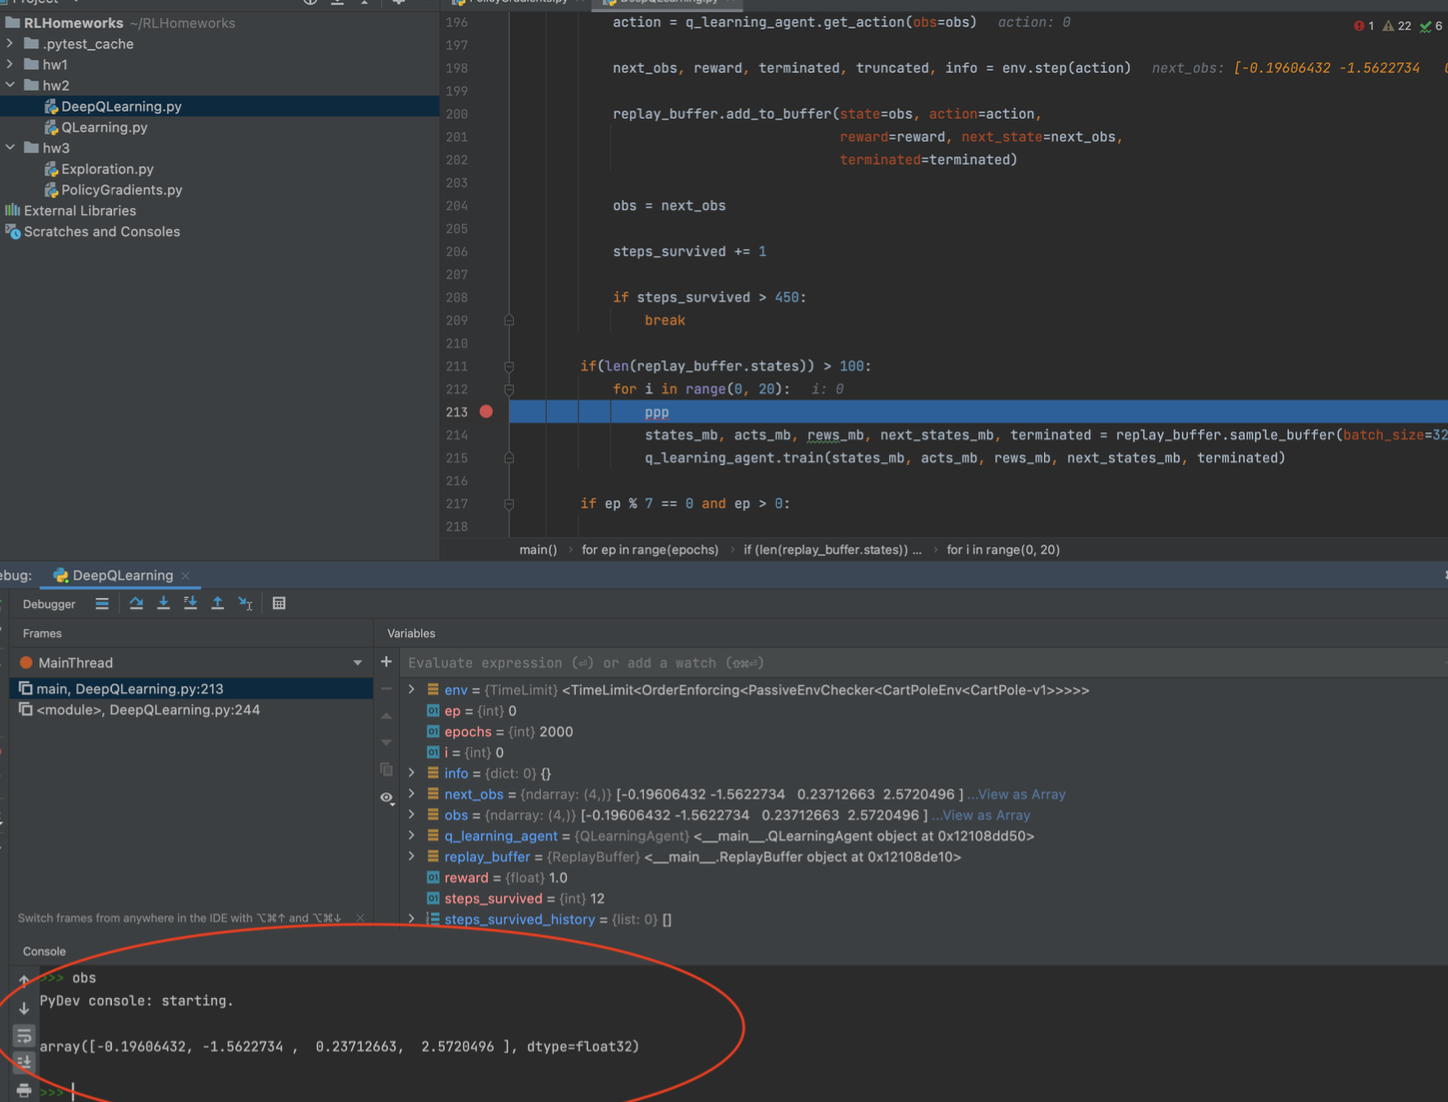 Project
PolicyGradients.py
DeepQLearning.py
RLHomeworks ~/RLHomeworks
.pytest_cache
hw1
hw2
DeepQLearning.py
QLearning.py
hw3
Exploration.py
PolicyGradients.py
External Libraries
Scratches and Consoles
1 22 6
196 action = q_learning_agent.get_action(obs=obs) action: 0
197
198 next_obs, reward, terminated, truncated, info = env.step(action) next_obs: [-0.19606432 -1.5622734
199
200 replay_buffer.add_to_buffer(state=obs, action=action,
201 reward=reward, next_state=next_obs,
202 terminated=terminated)
203
204 obs = next_obs
205
206 steps_survived += 1
207
208 if steps_survived > 450:
209 break
210
211 if(len(replay_buffer.states)) > 100:
212 for i in range(0, 20): i: 0
213 ppp
214 states_mb, acts_mb, rews_mb, next_states_mb, terminated = replay_buffer.sample_buffer(batch_size=32
215 q_learning_agent.train(states_mb, acts_mb, rews_mb, next_states_mb, terminated)
216
217 if ep % 7 == 0 and ep > 0:
218
main() › for ep in range(epochs) › if (len(replay_buffer.states)) ... › for i in range(0, 20)
ebug: DeepQLearning ×
Debugger
Frames
MainThread
main, DeepQLearning.py:213
<module>, DeepQLearning.py:244
Switch frames from anywhere in the IDE with ⌥⌘↑ and ⌥⌘↓ ×
Variables
Evaluate expression (⏎) or add a watch (⇧⌘⏎)
env = {TimeLimit} <TimeLimit<OrderEnforcing<PassiveEnvChecker<CartPoleEnv<CartPole-v1>>>>>
ep = {int} 0
epochs = {int} 2000
i = {int} 0
info = {dict: 0} {}
next_obs = {ndarray: (4,)} [-0.19606432 -1.5622734 0.23712663 2.5720496 ] ...View as Array
obs = {ndarray: (4,)} [-0.19606432 -1.5622734 0.23712663 2.5720496 ] ...View as Array
q_learning_agent = {QLearningAgent} <__main__.QLearningAgent object at 0x12108dd50>
replay_buffer = {ReplayBuffer} <__main__.ReplayBuffer object at 0x12108de10>
reward = {float} 1.0
steps_survived = {int} 12
steps_survived_history = {list: 0} []
Console
>>> obs
PyDev console: starting.
array([-0.19606432, -1.5622734 , 0.23712663, 2.5720496 ], dtype=float32)
>>>